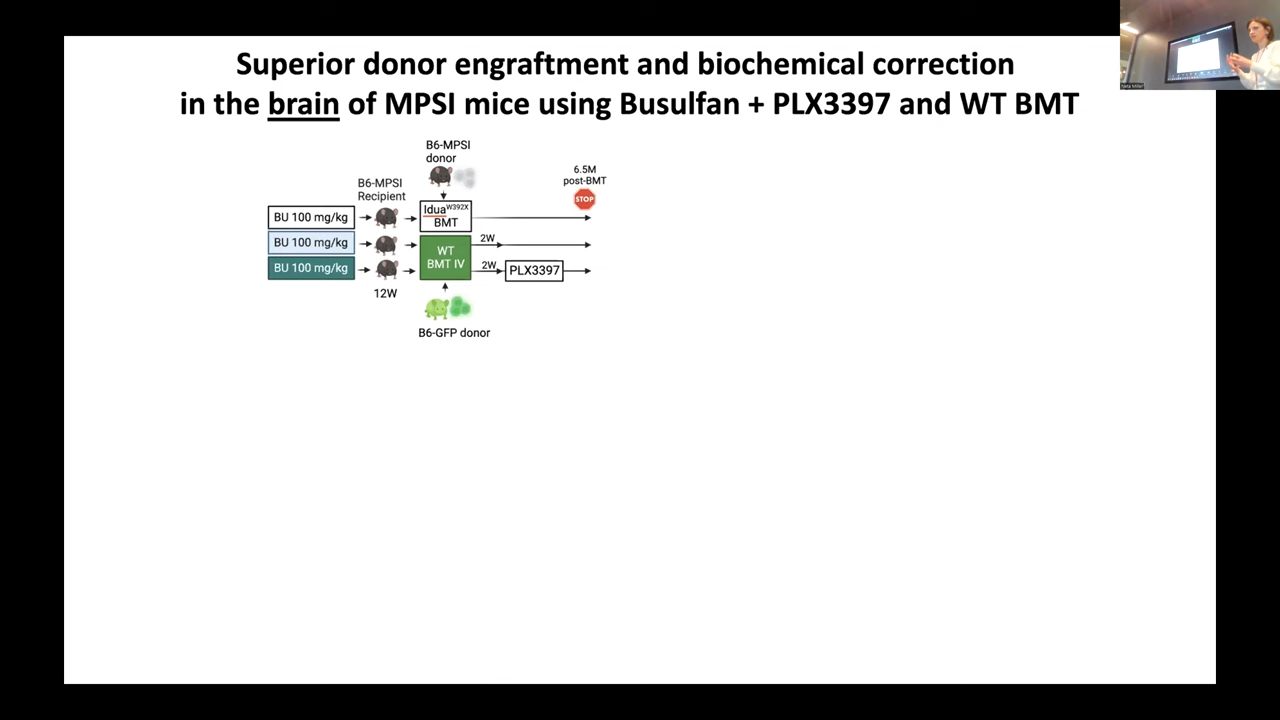 Superior donor engraftment and biochemical correction
in the brain of MPSI mice using Busulfan + PLX3397 and WT BMT
B6-MPSI
donor
6.5M
post-BMT
STOP
B6-MPSI
Recipient
BU 100 mg/kg
IduaW392X
BMT
BU 100 mg/kg
WT
BMT IV
2W
BU 100 mg/kg
2W
PLX3397
12W
B6-GFP donor